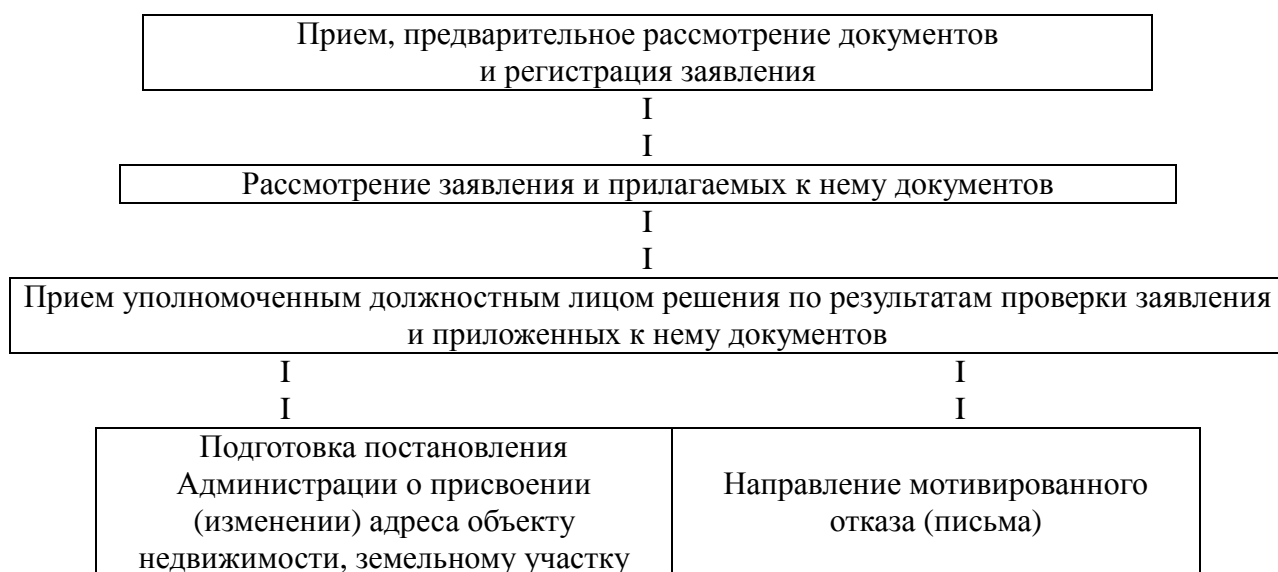 Прием, предварительное рассмотрение документов
и регистрация заявления
I
I
Рассмотрение заявления и прилагаемых к нему документов
I
I
Прием уполномоченным должностным лицом решения по результатам проверки заявления
и приложенных к нему документов
I I
I I
Подготовка постановления
Администрации о присвоении
(изменении) адреса объекту
недвижимости, земельному участку
Направление мотивированного
отказа (письма)